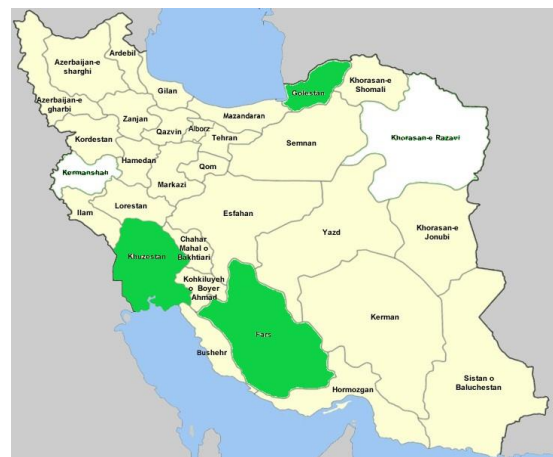 Ardebil
Azerbaijan-e
sharghi
Azerbaijan-e
gharbi
Gilan
Golestan
Khorasan-e
Shomali
Zanjan
Mazandaran
Qazvin
Alborz
Tehran
Semnan
Khorasan-e Razavi
Kordestan
Hamedan
Qom
Kermanshah
Markazi
Lorestan
Ilam
Esfahan
Yazd
Khorasan-e
Jonubi
Khuzestan
Chahar
Mahal o
Bakhtiari
Kohkiluyeh
o Boyer
Ahmad
Fars
Kerman
Bushehr
Hormozgan
Sistan o
Baluchestan